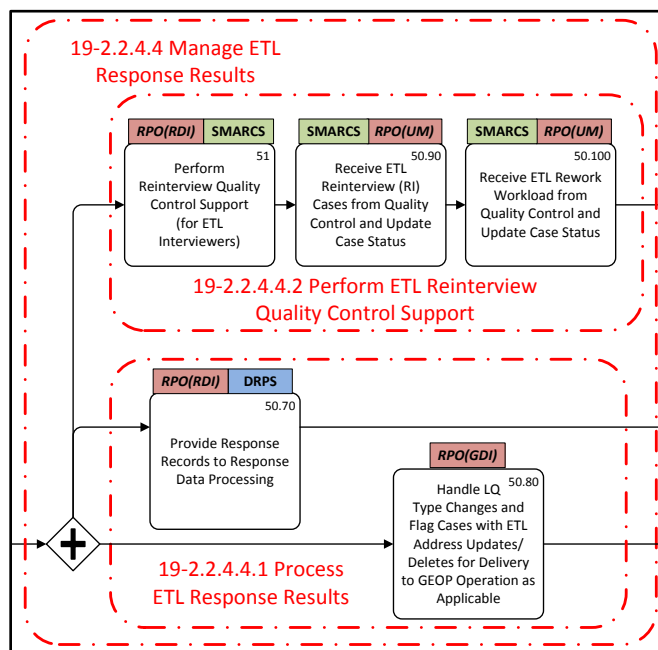 19-2.2.4.4 Manage ETL
Response Results
RPO(RDI) SMARCS
51
Perform
Reinterview Quality
Control Support
(for ETL
Interviewers)
SMARCS RPO(UM)
50.90
Receive ETL
Reinterview (RI)
Cases from Quality
Control and Update
Case Status
SMARCS RPO(UM)
50.100
Receive ETL Rework
Workload from
Quality Control and
Update Case Status
19-2.2.4.4.2 Perform ETL Reinterview
Quality Control Support
RPO(RDI) DRPS
50.70
Provide Response
Records to Response
Data Processing
RPO(GDI)
50.80
Handle LQ
Type Changes and
Flag Cases with ETL
Address Updates/
Deletes for Delivery
to GEOP Operation as
Applicable
19-2.2.4.4.1 Process
ETL Response Results